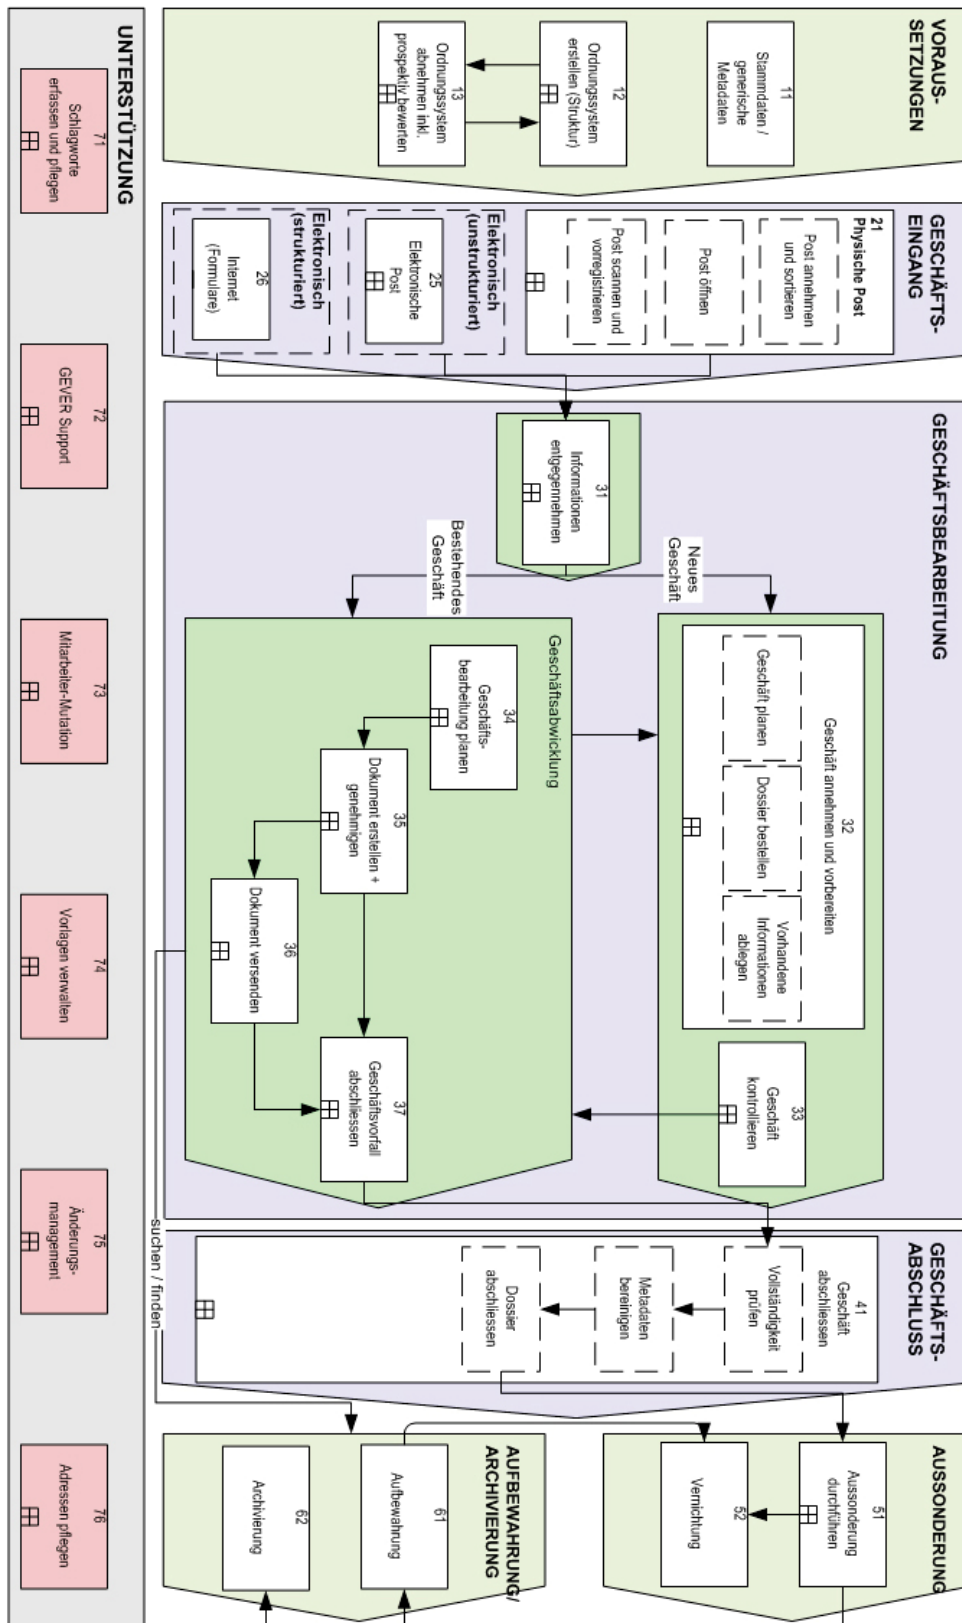 VORAUS-
SETZUNGEN
11
Stammdaten /
generische
Metadaten
12
Ordnungssystem
erstellen (Struktur)
13
Ordnungssystem
abnehmen inkl.
prospektiv bewerten
GESCHÄFTS-
EINGANG
21
Physische Post
Post annehmen
und sortieren
Post öffnen
Post scannen und
vorregistrieren
Elektronisch
(unstrukturiert)
25
Elektronische
Post
Elektronisch
(strukturiert)
26
Internet
(Formulare)
GESCHÄFTSBEARBEITUNG
31
Informationen
entgegennehmen
Neues
Geschäft
Bestehendes
Geschäft
32
Geschäft annehmen und vorbereiten
Geschäft planen
Dossier bestellen
Vorhandene
Informationen
ablegen
33
Geschäft
kontrollieren
Geschäftsabwicklung
34
Geschäfts-
bearbeitung planen
35
Dokument erstellen +
genehmigen
36
Dokument versenden
37
Geschäftsvorfall
abschliessen
GESCHÄFTS-
ABSCHLUSS
41
Geschäft
abschliessen
Vollständigkeit
prüfen
Metadaten
bereinigen
Dossier
abschliessen
suchen / finden
AUSSONDERUNG
51
Aussonderung
durchführen
52
Vernichtung
AUFBEWAHRUNG/
ARCHIVIERUNG
61
Aufbewahrung
62
Archivierung
UNTERSTÜTZUNG
71
Schlagworte
erfassen und pflegen
72
GEVER Support
73
Mitarbeiter-Mutation
74
Vorlagen verwalten
75
Änderungs-
management
76
Adressen pflegen